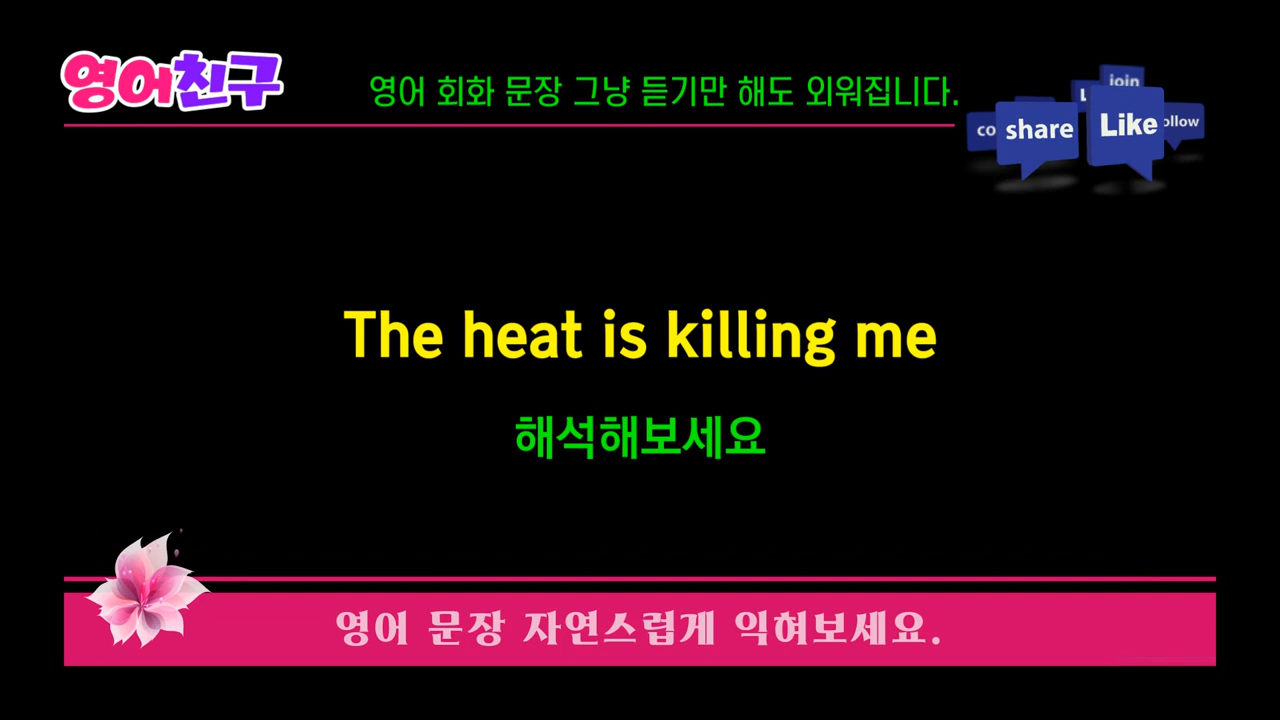 영어친구
영어 회화 문장 그냥 듣기만 해도 외워집니다.
join
share
Like
The heat is killing me
해석해보세요
영어 문장 자연스럽게 익혀보세요.